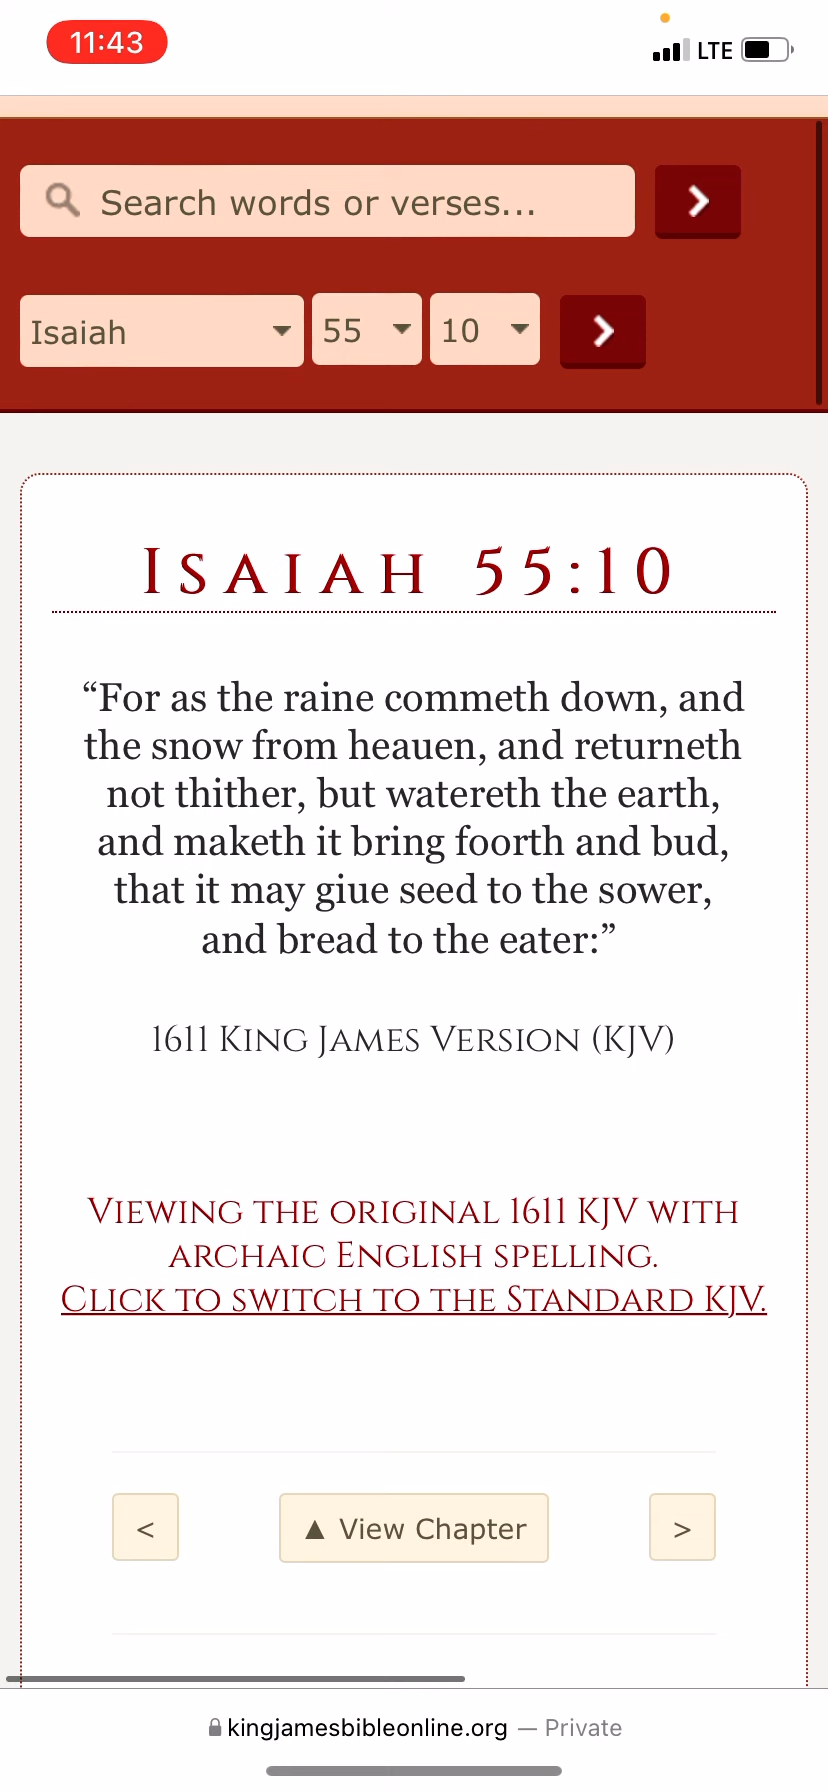 11:43
LTE
Search words or verses...
Isaiah 55 10
Isaiah 55:10
“For as the raine commeth down, and
the snow from heauen, and returneth
not thither, but watereth the earth,
and maketh it bring foorth and bud,
that it may giue seed to the sower,
and bread to the eater:”
1611 King James Version (KJV)
Viewing the original 1611 KJV with
archaic English spelling.
Click to switch to the Standard KJV.
< ▲ View Chapter >
kingjamesbibleonline.org — Private